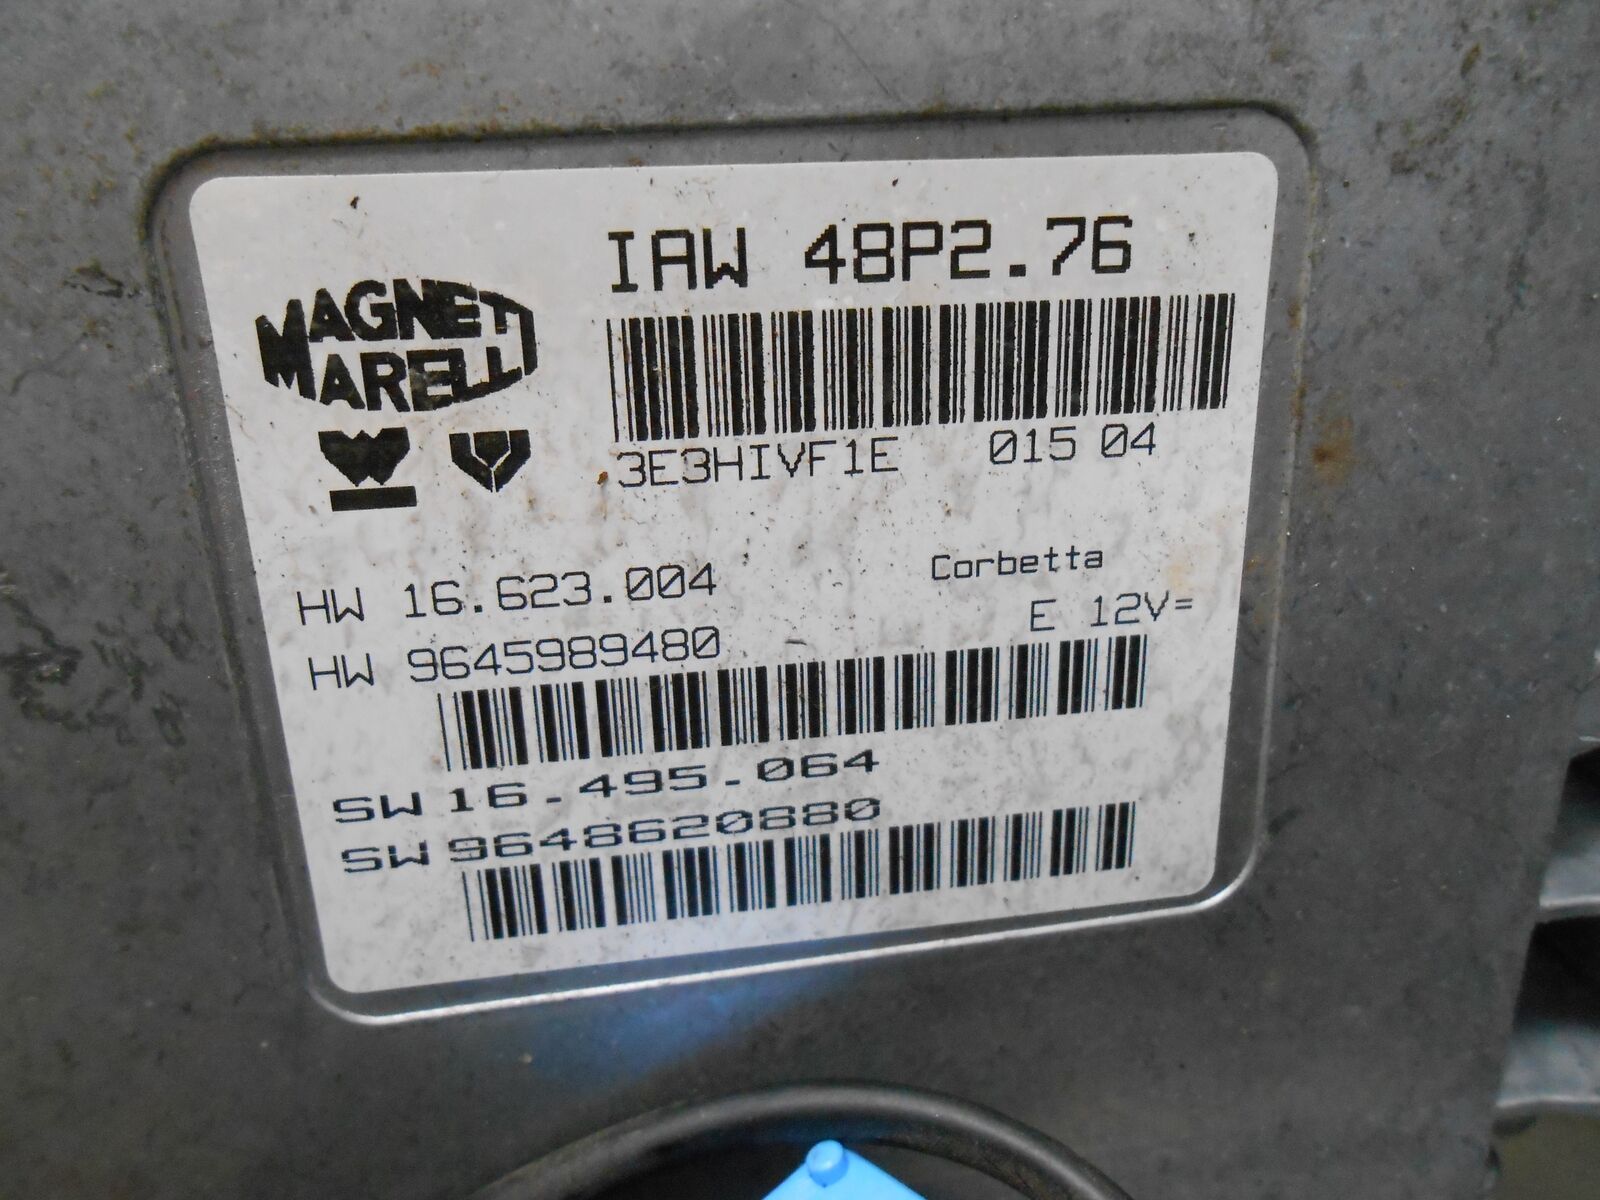 IAW 48P2.76
MAGNETI
MARELLI
3E3HIVF1E 015 04
HW 16.623.004
Corbetta
E 12V=
HW 9645989480
SW 16.495.064
SW 9648620880